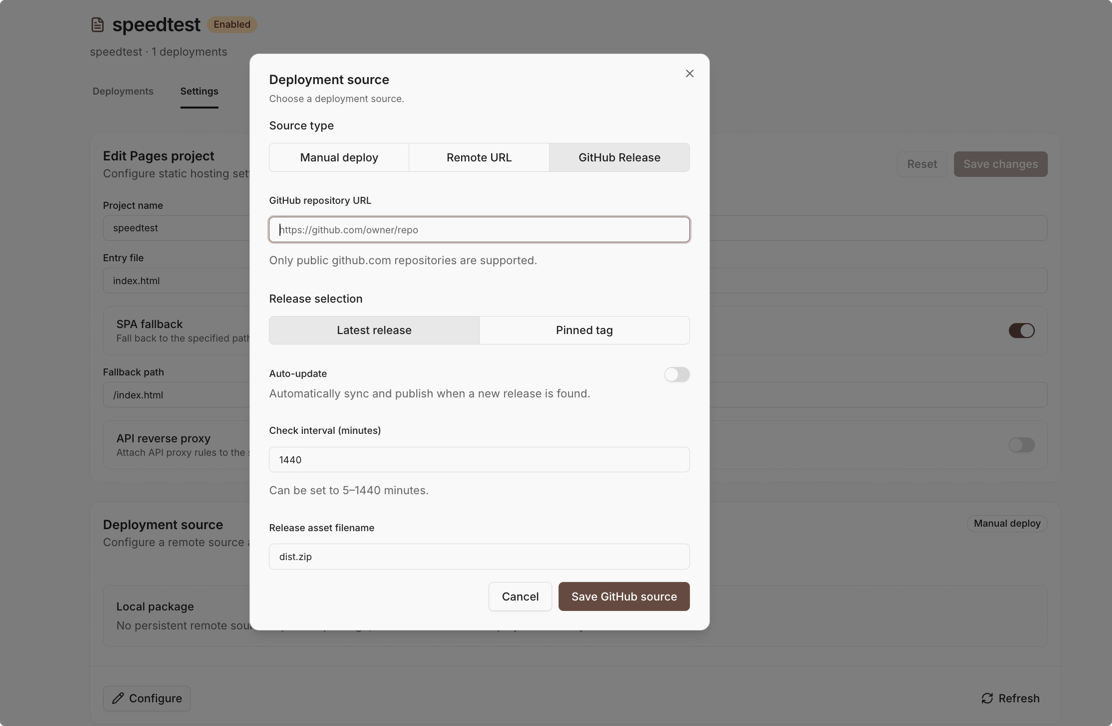 speedtest Enabled
speedtest · 1 deployments
Deployments Settings
Edit Pages project
Configure static hosting set
Reset Save changes
Project name
speedtest
Entry file
index.html
SPA fallback
Fall back to the specified path
Fallback path
/index.html
API reverse proxy
Attach API proxy rules to the
Deployment source
Configure a remote source
Manual deploy
Local package
No persistent remote sour
Configure
Refresh
Deployment source
Choose a deployment source.
Source type
Manual deploy Remote URL GitHub Release
GitHub repository URL
https://github.com/owner/repo
Only public github.com repositories are supported.
Release selection
Latest release Pinned tag
Auto-update
Automatically sync and publish when a new release is found.
Check interval (minutes)
1440
Can be set to 5–1440 minutes.
Release asset filename
dist.zip
Cancel Save GitHub source